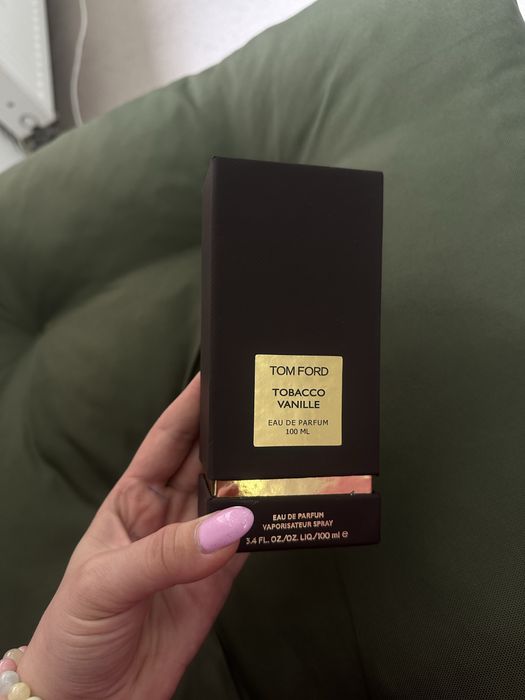 TOM FORD
TOBACCO
VANILLE
EAU DE PARFUM
100 ML
EAU DE PARFUM
VAPORISATEUR SPRAY
3.4 FL. OZ./OZ. LIQ./100 ml ℮